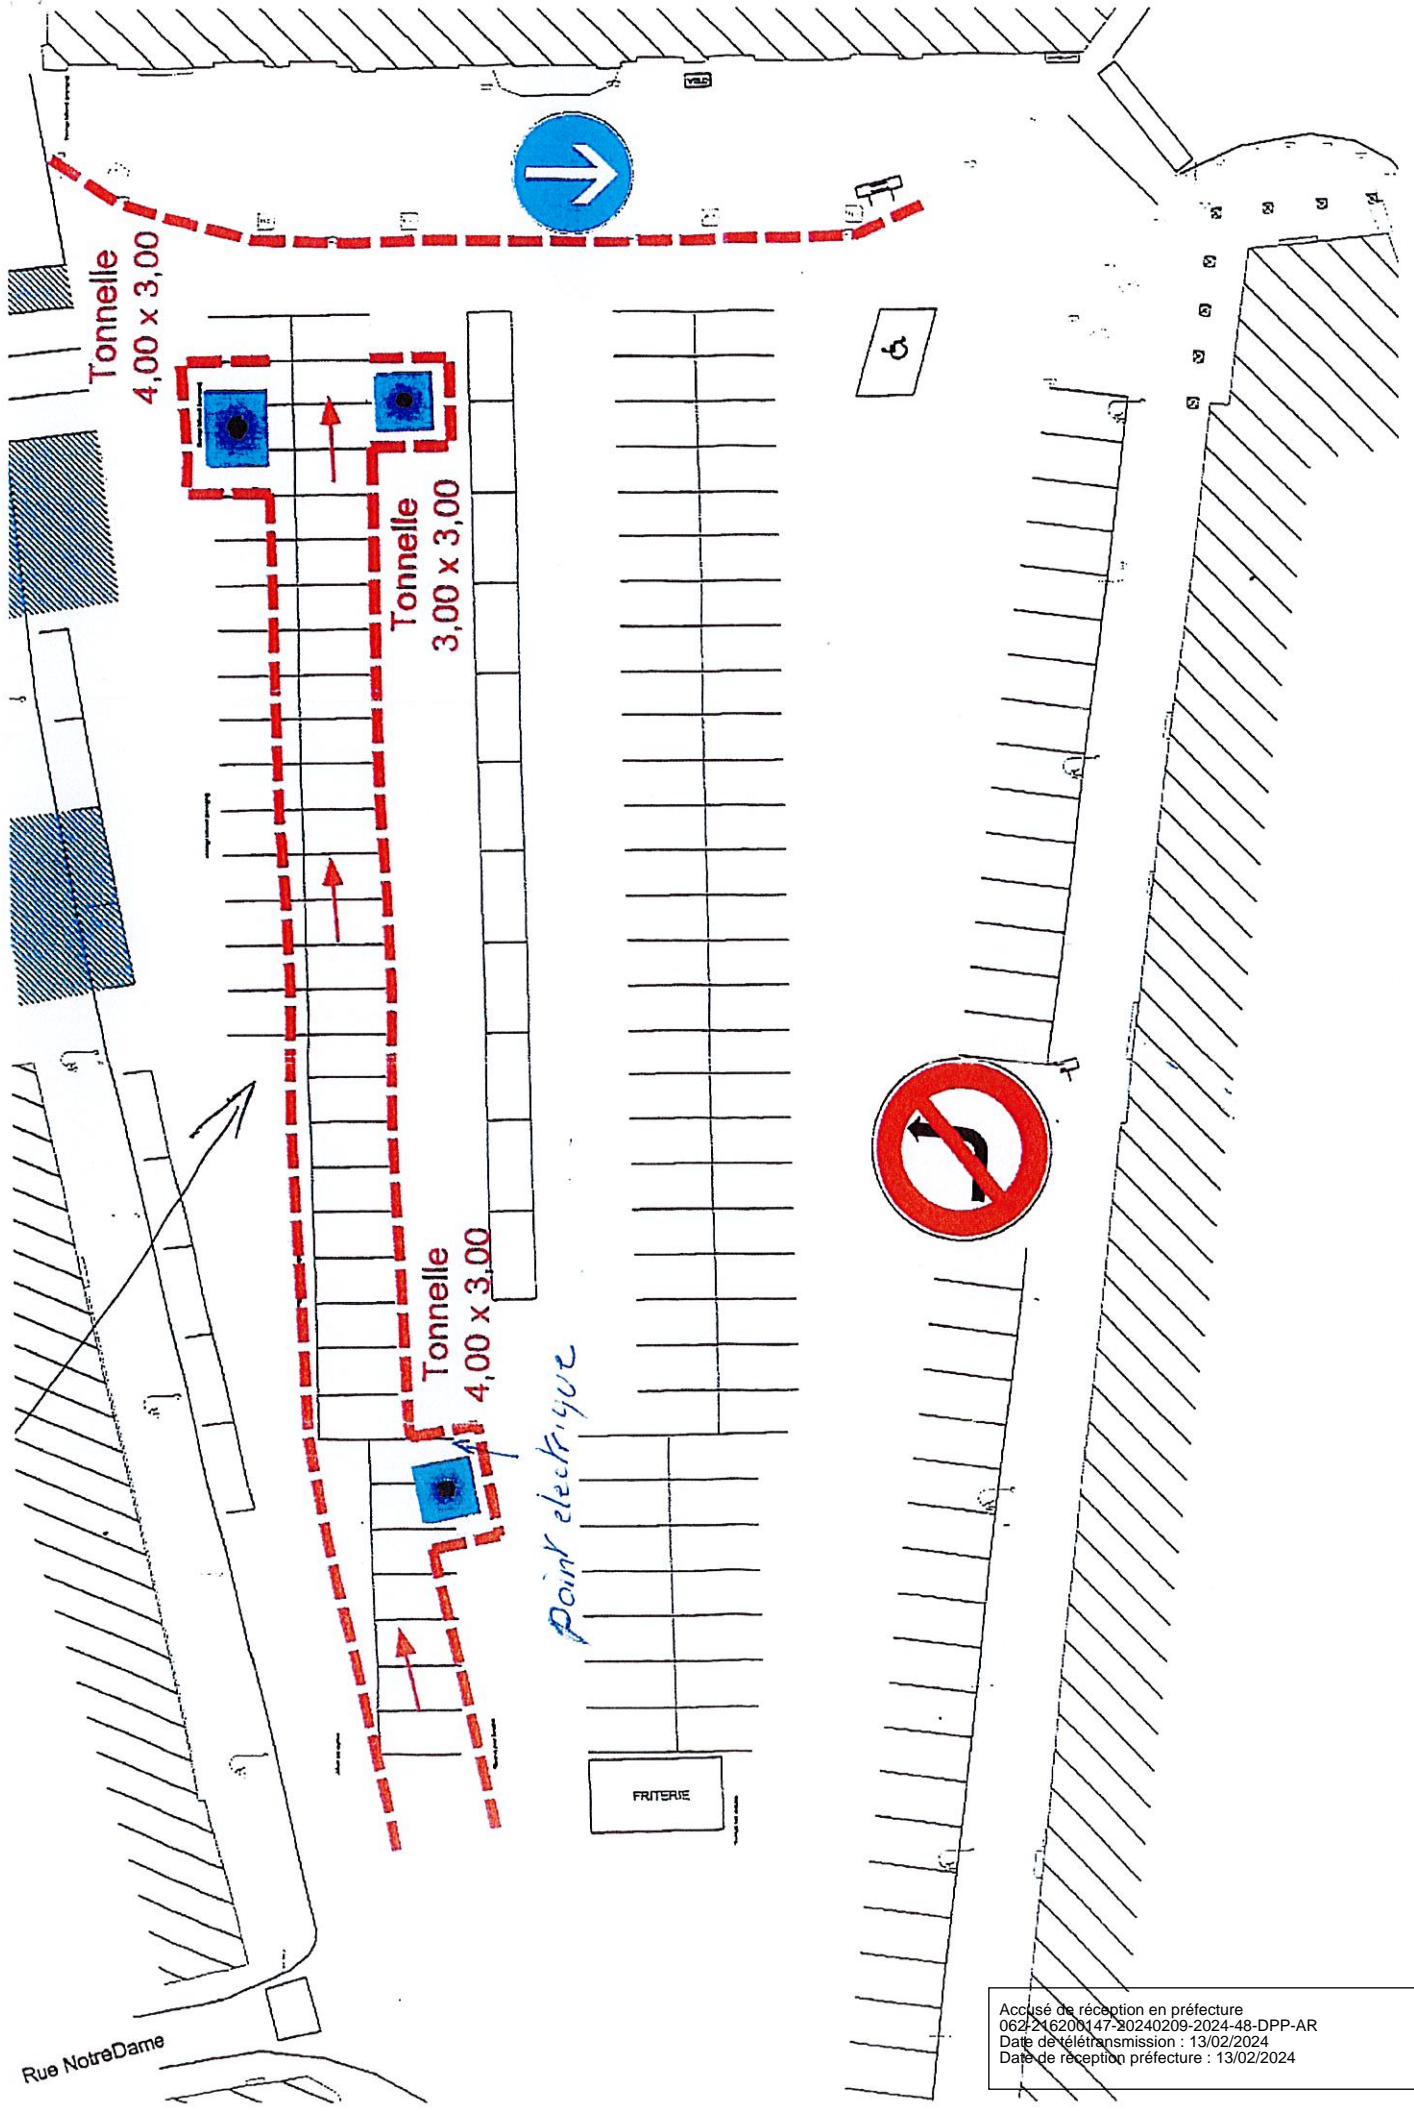 VELO
Tonnelle
4,00 x 3,00
Tonnelle
3,00 x 3,00
Tonnelle
4,00 x 3,00
Point electrique
FRITERIE
Rue NotreDame
Accusé de réception en préfecture
062-216200147-20240209-2024-48-DPP-AR
Date de télétransmission : 13/02/2024
Date de réception préfecture : 13/02/2024